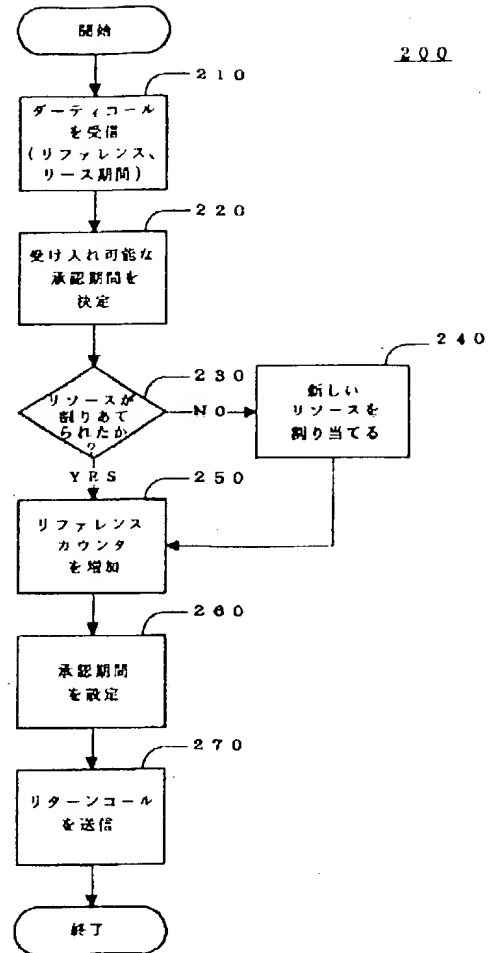 開始
200
210
ダーティコール
を受信
(リファレンス、
リース期間)
220
受け入れ可能な
承認期間を
決定
230
リソースが
割りあて
られたか
?
NO
240
新しい
リソースを
割り当てる
YES
250
リファレンス
カウンタ
を増加
260
承認期間
を設定
270
リターンコール
を送信
終了